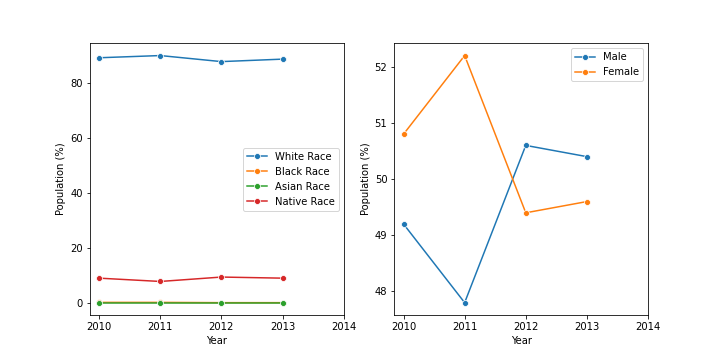 80
60
40
20
0
2010 2011 2012 2013 2014
Year
Population (%)
White Race
Black Race
Asian Race
Native Race
52
51
50
49
48
2010 2011 2012 2013 2014
Year
Population (%)
Male
Female